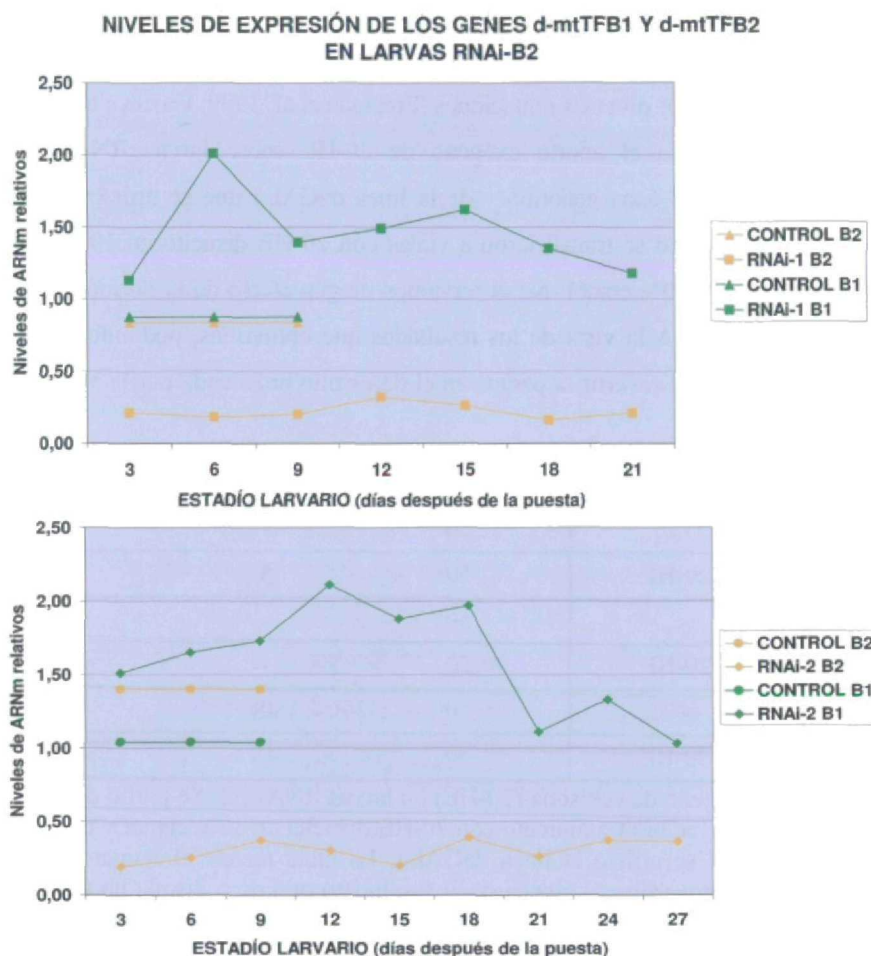 NIVELES DE EXPRESIÓN DE LOS GENES d-mtTFB1 Y d-mtTFB2
EN LARVAS RNAi-B2
2,50
2,00
1,50
1,00
0,50
0,00
Niveles de ARNm relativos
3 6 9 12 15 18 21
ESTADÍO LARVARIO (días después de la puesta)
CONTROL B2
RNAi-1 B2
CONTROL B1
RNAi-1 B1
2,50
2,00
1,50
1,00
0,50
0,00
Niveles de ARNm relativos
3 6 9 12 15 18 21 24 27
ESTADÍO LARVARIO (días después de la puesta)
CONTROL B2
RNAi-2 B2
CONTROL B1
RNAi-2 B1